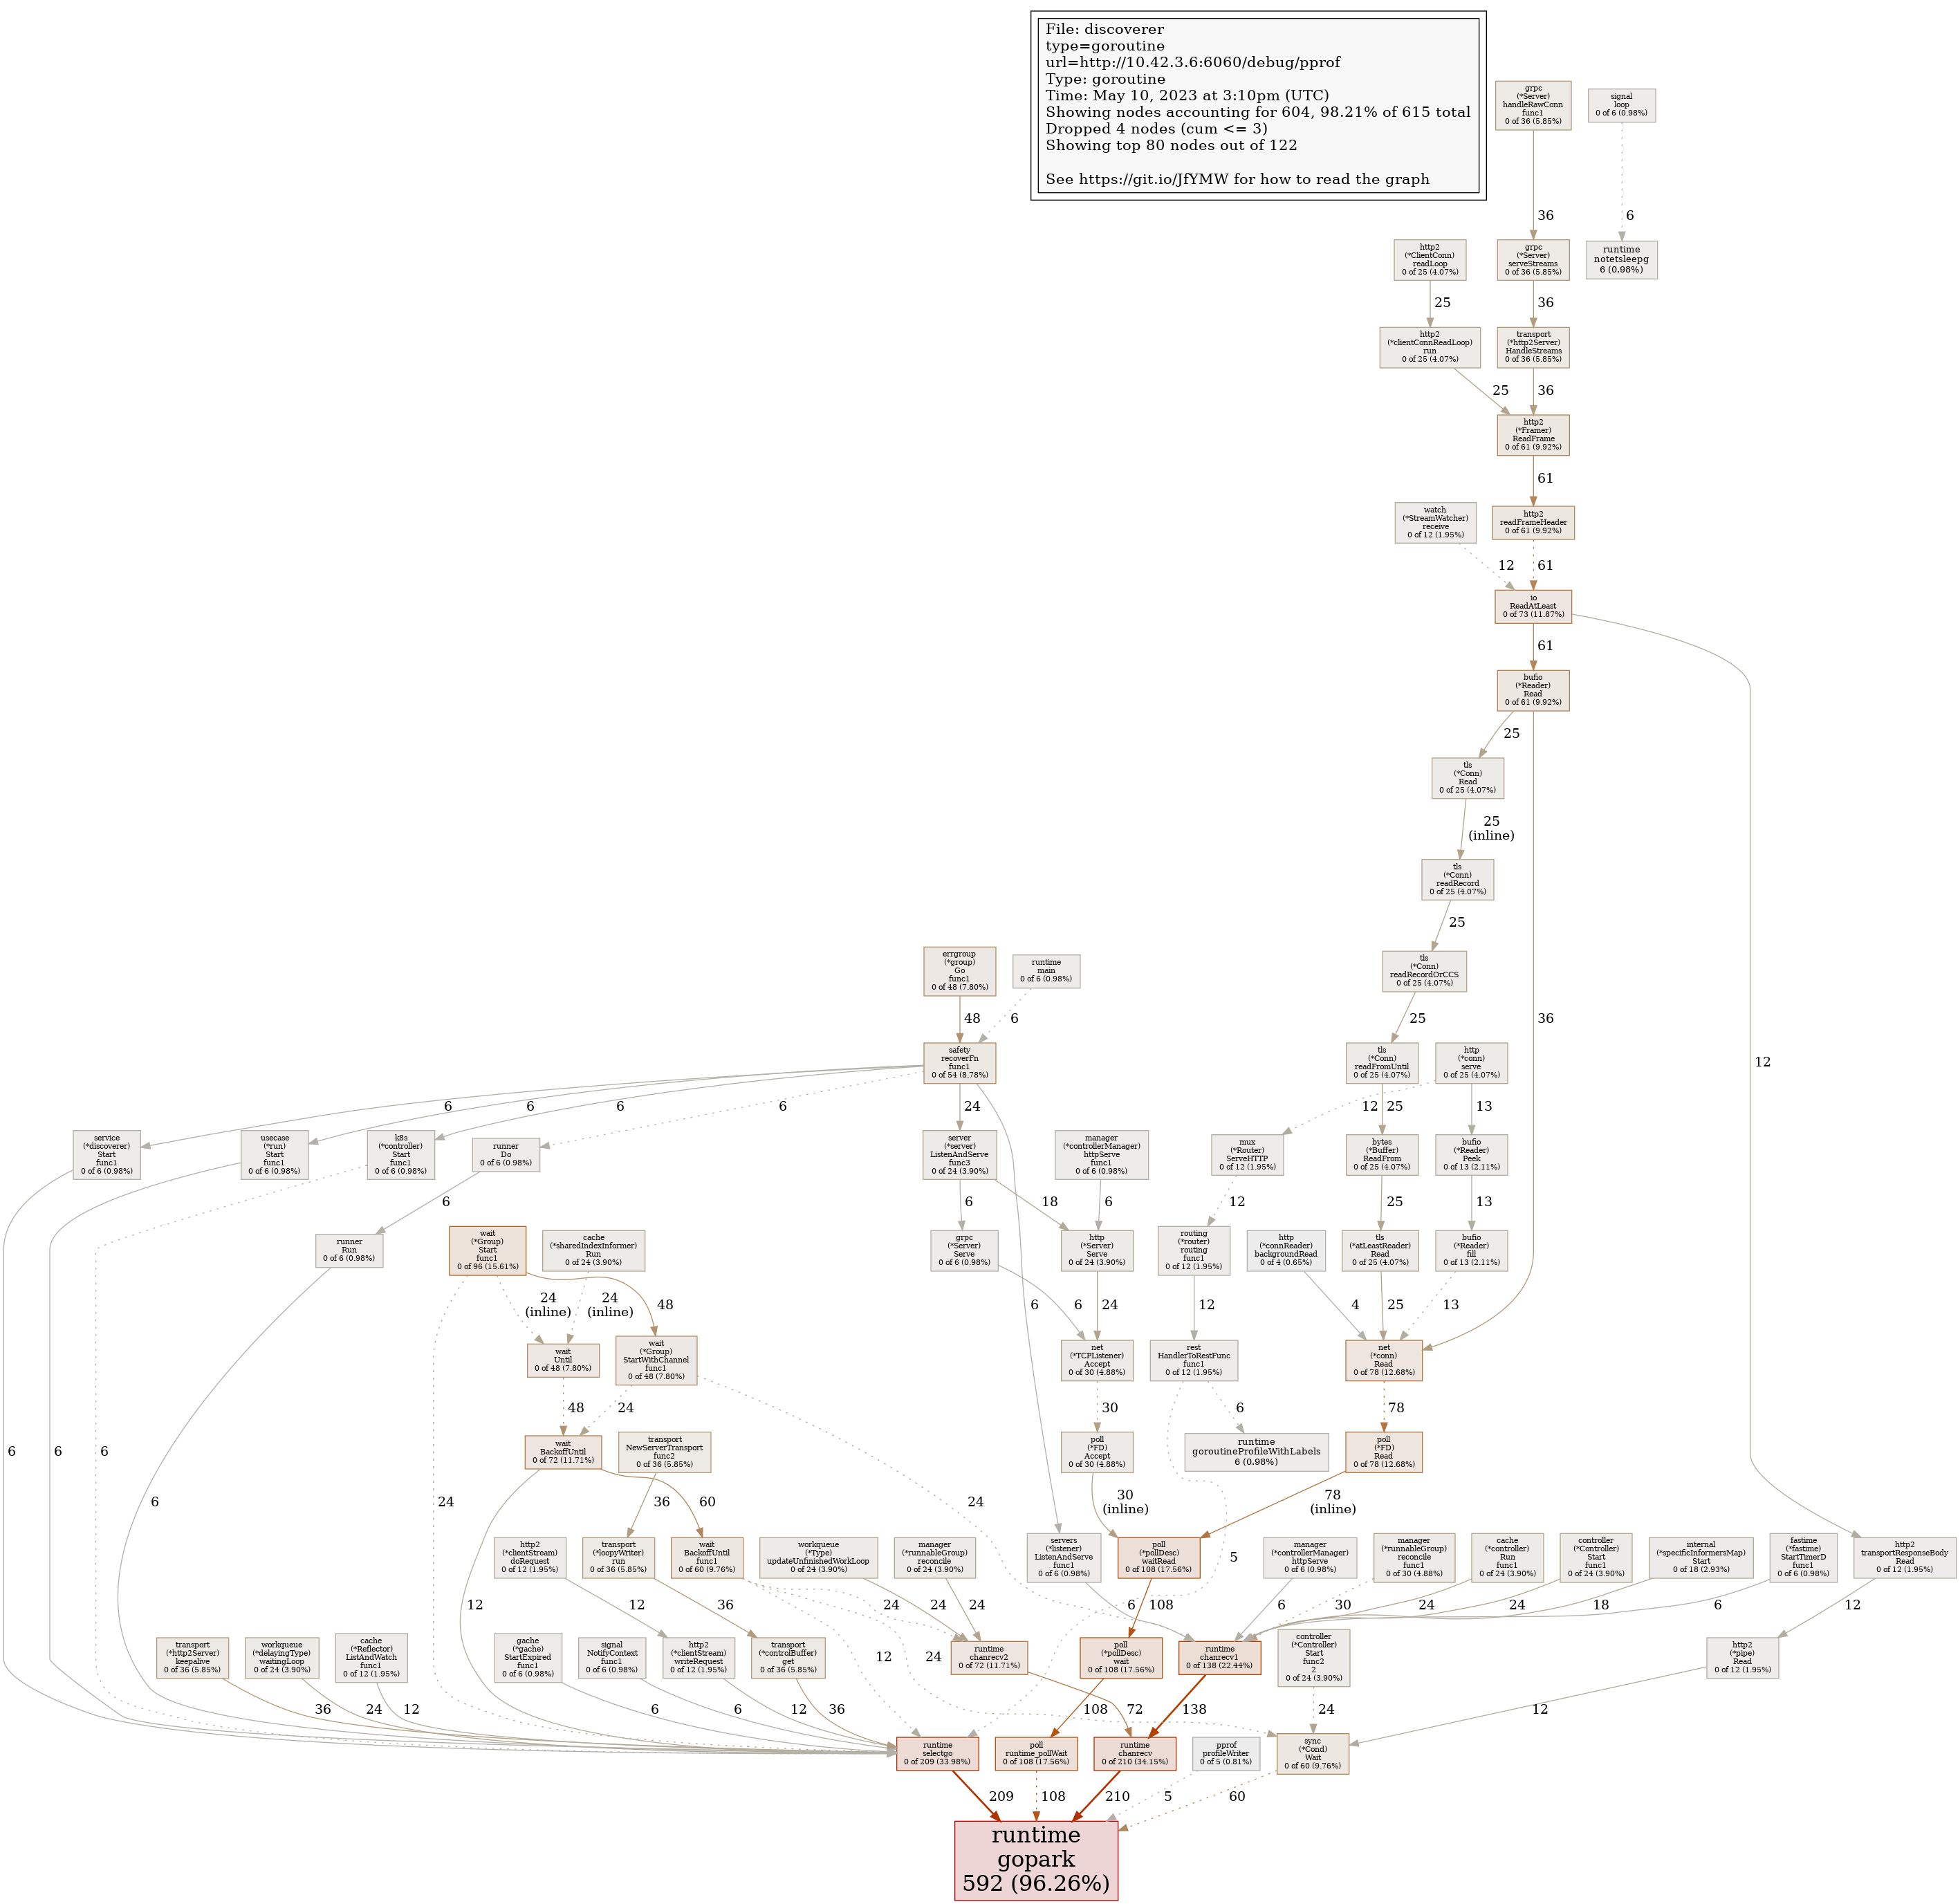 File: discoverer
type=goroutine
url=http://10.42.3.6:6060/debug/pprof
Type: goroutine
Time: May 10, 2023 at 3:10pm (UTC)
Showing nodes accounting for 604, 98.21% of 615 total
Dropped 4 nodes (cum <= 3)
Showing top 80 nodes out of 122
See https://git.io/JfYMW for how to read the graph
grpc
(*Server)
handleRawConn
func1
0 of 36 (5.85%)
signal
loop
0 of 6 (0.98%)
36
6
http2
(*ClientConn)
readLoop
0 of 25 (4.07%)
grpc
(*Server)
serveStreams
0 of 36 (5.85%)
runtime
notetsleepg
6 (0.98%)
25
36
http2
(*clientConnReadLoop)
run
0 of 25 (4.07%)
transport
(*http2Server)
HandleStreams
0 of 36 (5.85%)
25
36
http2
(*Framer)
ReadFrame
0 of 61 (9.92%)
61
watch
(*StreamWatcher)
receive
0 of 12 (1.95%)
http2
readFrameHeader
0 of 61 (9.92%)
12
61
io
ReadAtLeast
0 of 73 (11.87%)
61
12
bufio
(*Reader)
Read
0 of 61 (9.92%)
25
36
tls
(*Conn)
Read
0 of 25 (4.07%)
25
(inline)
tls
(*Conn)
readRecord
0 of 25 (4.07%)
25
tls
(*Conn)
readRecordOrCCS
0 of 25 (4.07%)
25
errgroup
(*group)
Go
func1
0 of 48 (7.80%)
runtime
main
0 of 6 (0.98%)
48
6
safety
recoverFn
func1
0 of 54 (8.78%)
tls
(*Conn)
readFromUntil
0 of 25 (4.07%)
http
(*conn)
serve
0 of 25 (4.07%)
6
6
6
6
24
6
12
25
13
service
(*discoverer)
Start
func1
0 of 6 (0.98%)
usecase
(*run)
Start
func1
0 of 6 (0.98%)
k8s
(*controller)
Start
func1
0 of 6 (0.98%)
runner
Do
0 of 6 (0.98%)
server
(*server)
ListenAndServe
func3
0 of 24 (3.90%)
manager
(*controllerManager)
httpServe
func1
0 of 6 (0.98%)
mux
(*Router)
ServeHTTP
0 of 12 (1.95%)
bytes
(*Buffer)
ReadFrom
0 of 25 (4.07%)
bufio
(*Reader)
Peek
0 of 13 (2.11%)
6
6
18
6
12
25
13
runner
Run
0 of 6 (0.98%)
wait
(*Group)
Start
func1
0 of 96 (15.61%)
cache
(*sharedIndexInformer)
Run
0 of 24 (3.90%)
grpc
(*Server)
Serve
0 of 6 (0.98%)
http
(*Server)
Serve
0 of 24 (3.90%)
routing
(*router)
routing
func1
0 of 12 (1.95%)
http
(*connReader)
backgroundRead
0 of 4 (0.65%)
tls
(*atLeastReader)
Read
0 of 25 (4.07%)
bufio
(*Reader)
fill
0 of 13 (2.11%)
24
(inline)
24
(inline)
48
6
24
12
4
25
13
wait
Until
0 of 48 (7.80%)
wait
(*Group)
StartWithChannel
func1
0 of 48 (7.80%)
net
(*TCPListener)
Accept
0 of 30 (4.88%)
rest
HandlerToRestFunc
func1
0 of 12 (1.95%)
net
(*conn)
Read
0 of 78 (12.68%)
48
24
30
6
78
wait
BackoffUntil
0 of 72 (11.71%)
transport
NewServerTransport
func2
0 of 36 (5.85%)
poll
(*FD)
Accept
0 of 30 (4.88%)
runtime
goroutineProfileWithLabels
6 (0.98%)
poll
(*FD)
Read
0 of 78 (12.68%)
6
6
6
6
24
36
60
24
30
(inline)
78
(inline)
5
http2
(*clientStream)
doRequest
0 of 12 (1.95%)
transport
(*loopyWriter)
run
0 of 36 (5.85%)
wait
BackoffUntil
func1
0 of 60 (9.76%)
workqueue
(*Type)
updateUnfinishedWorkLoop
0 of 24 (3.90%)
manager
(*runnableGroup)
reconcile
0 of 24 (3.90%)
servers
(*listener)
ListenAndServe
func1
0 of 6 (0.98%)
poll
(*pollDesc)
waitRead
0 of 108 (17.56%)
manager
(*controllerManager)
httpServe
0 of 6 (0.98%)
manager
(*runnableGroup)
reconcile
func1
0 of 30 (4.88%)
cache
(*controller)
Run
func1
0 of 24 (3.90%)
controller
(*Controller)
Start
func1
0 of 24 (3.90%)
internal
(*specificInformersMap)
Start
0 of 18 (2.93%)
fastime
(*fastime)
StartTimerD
func1
0 of 6 (0.98%)
http2
transportResponseBody
Read
0 of 12 (1.95%)
12
12
36
24
24
6
108
6
30
24
24
18
6
12
transport
(*http2Server)
keepalive
0 of 36 (5.85%)
workqueue
(*delayingType)
waitingLoop
0 of 24 (3.90%)
cache
(*Reflector)
ListAndWatch
func1
0 of 12 (1.95%)
gache
(*gache)
StartExpired
func1
0 of 6 (0.98%)
signal
NotifyContext
func1
0 of 6 (0.98%)
http2
(*clientStream)
writeRequest
0 of 12 (1.95%)
transport
(*controlBuffer)
get
0 of 36 (5.85%)
runtime
chanrecv2
0 of 72 (11.71%)
poll
(*pollDesc)
wait
0 of 108 (17.56%)
runtime
chanrecv1
0 of 138 (22.44%)
controller
(*Controller)
Start
func2
2
0 of 24 (3.90%)
http2
(*pipe)
Read
0 of 12 (1.95%)
36
24
12
6
6
12
36
12
24
108
72
138
24
12
runtime
selectgo
0 of 209 (33.98%)
poll
runtime_pollWait
0 of 108 (17.56%)
runtime
chanrecv
0 of 210 (34.15%)
pprof
profileWriter
0 of 5 (0.81%)
sync
(*Cond)
Wait
0 of 60 (9.76%)
209
108
210
5
60
runtime
gopark
592 (96.26%)